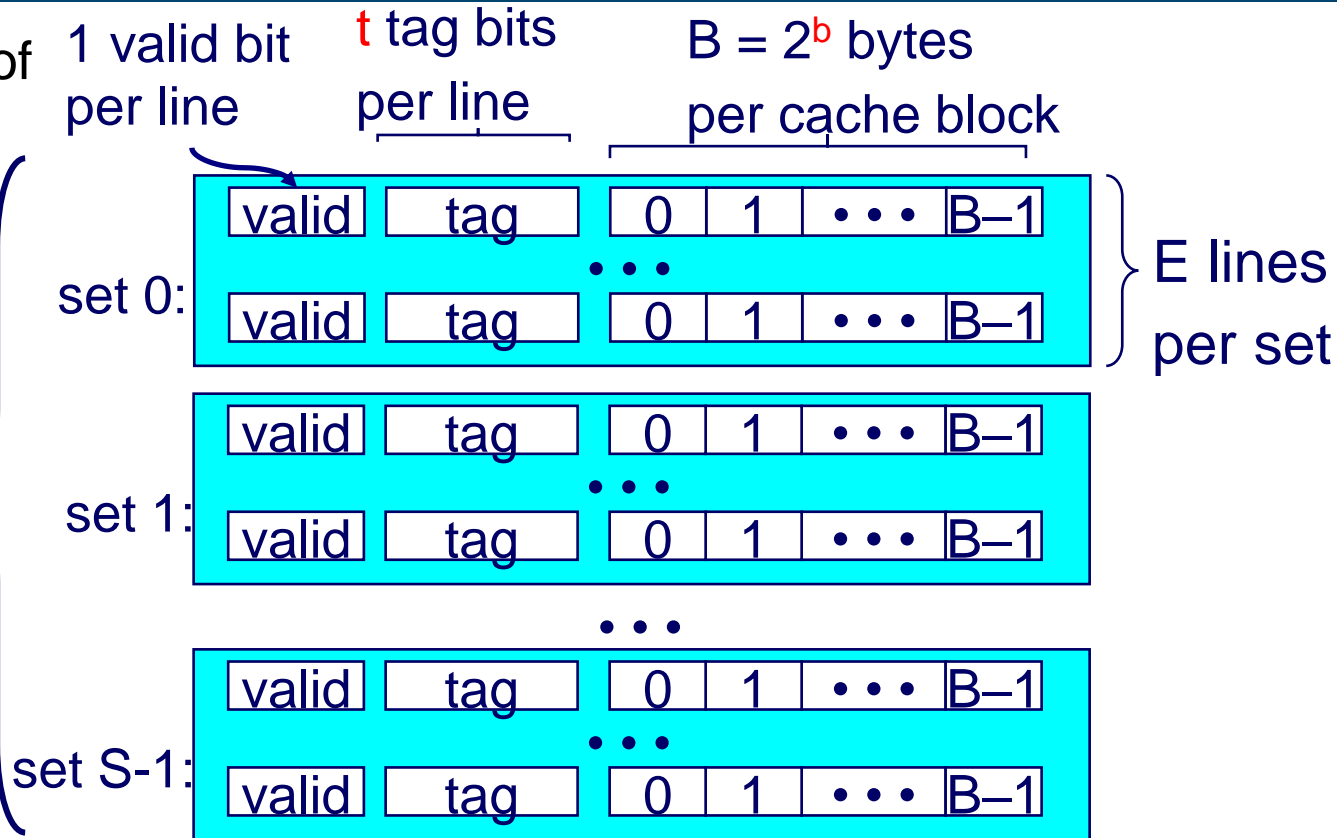 of
1 valid bit
per line
t tag bits
per line
B = 2ᵇ bytes
per cache block
valid tag 0 1 • • • B–1
• • •
set 0:
valid tag 0 1 • • • B–1
E lines
per set
valid tag 0 1 • • • B–1
• • •
set 1:
valid tag 0 1 • • • B–1
• • •
valid tag 0 1 • • • B–1
• • •
set S-1:
valid tag 0 1 • • • B–1